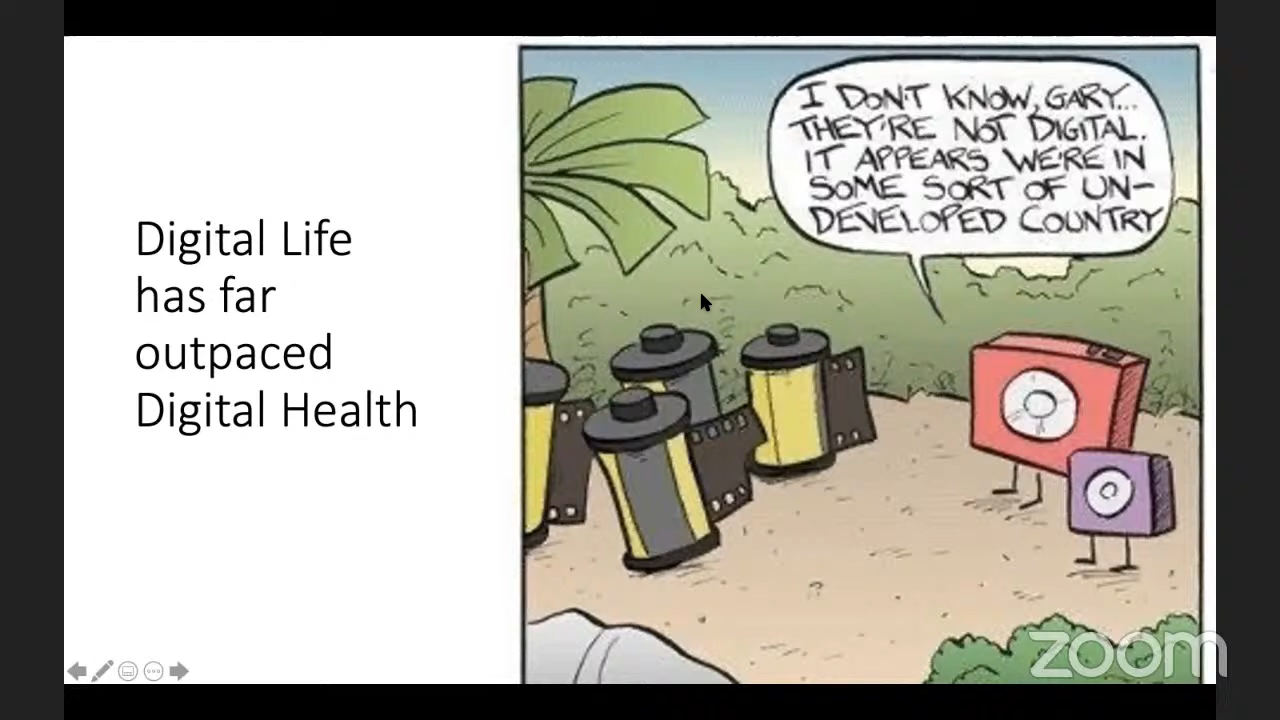 Digital Life
has far
outpaced
Digital Health
I DON'T KNOW, GARY...
THEY'RE NOT DIGITAL.
IT APPEARS WE'RE IN
SOME SORT OF UN-
DEVELOPED COUNTRY
zoom